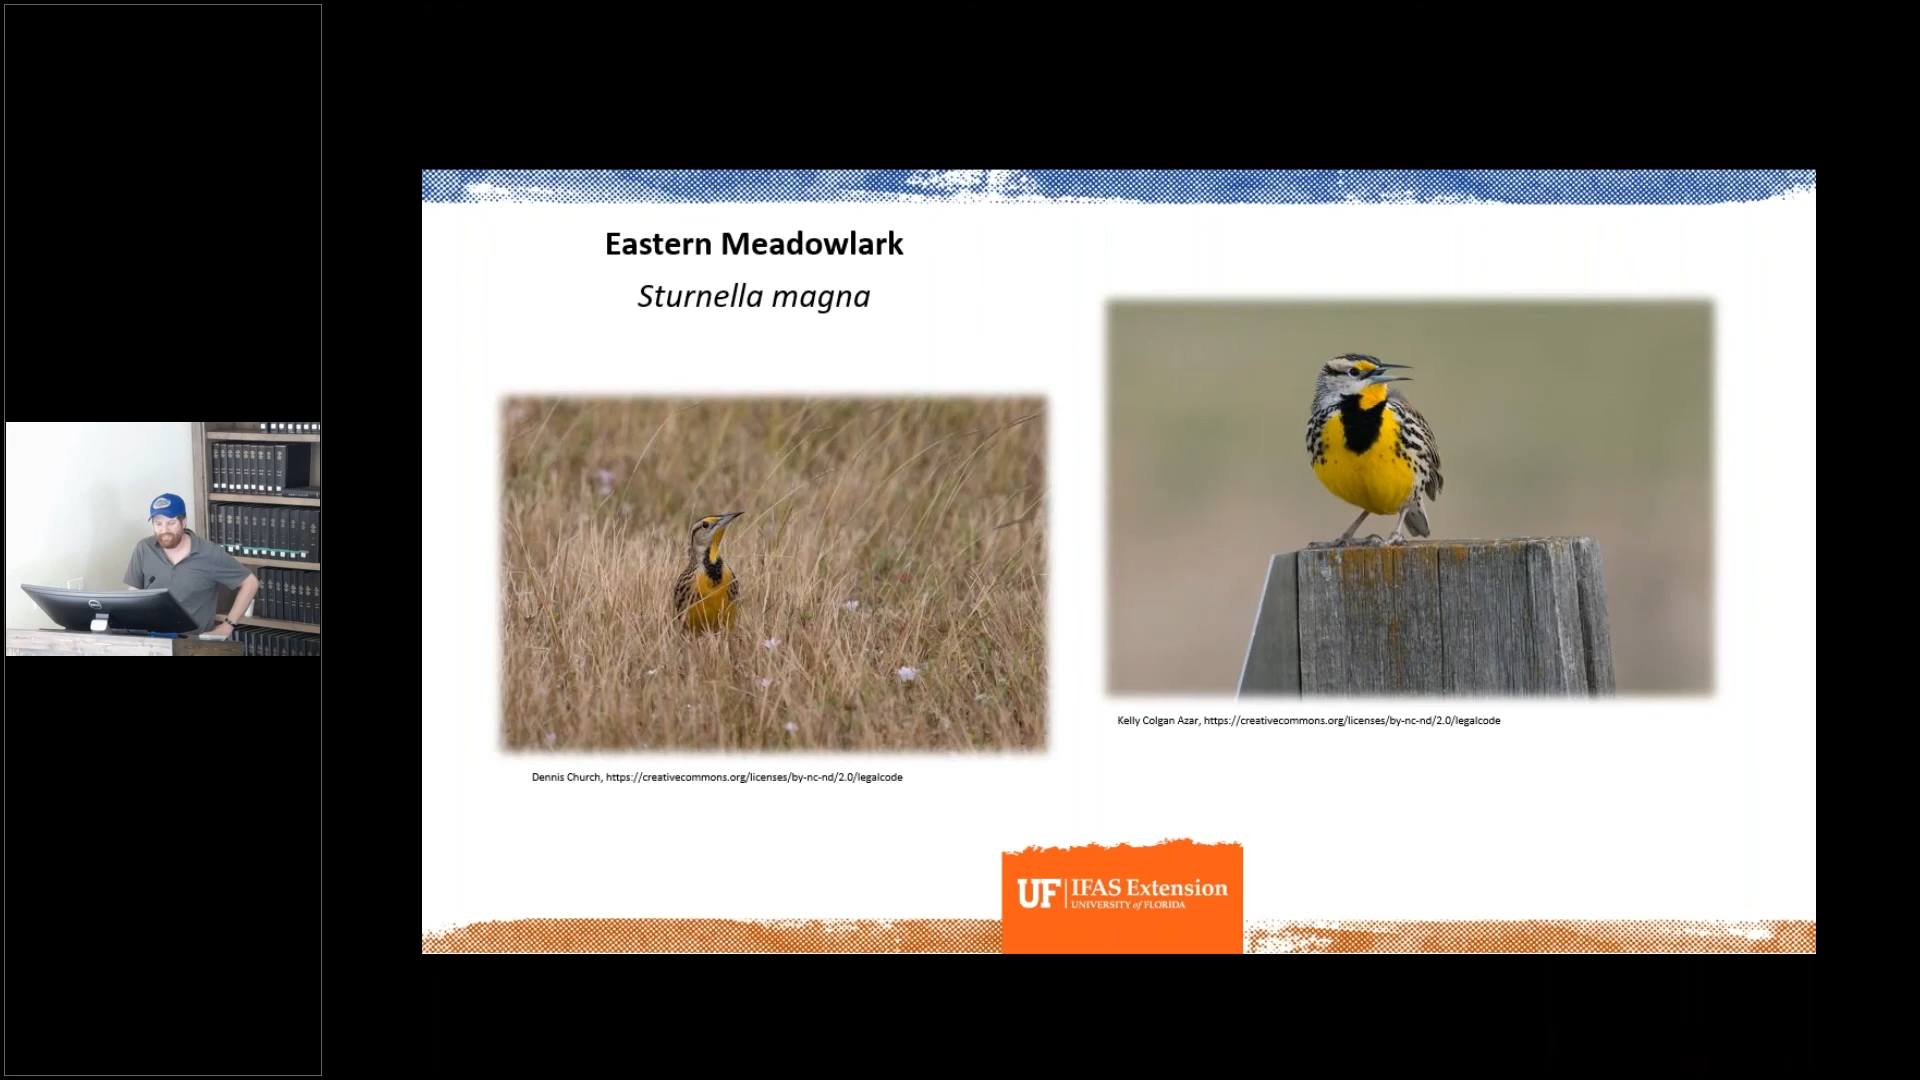 Eastern Meadowlark
Sturnella magna
Kelly Colgan Azar, https://creativecommons.org/licenses/by-nc-nd/2.0/legalcode
Dennis Church, https://creativecommons.org/licenses/by-nc-nd/2.0/legalcode
UF IFAS Extension
UNIVERSITY of FLORIDA